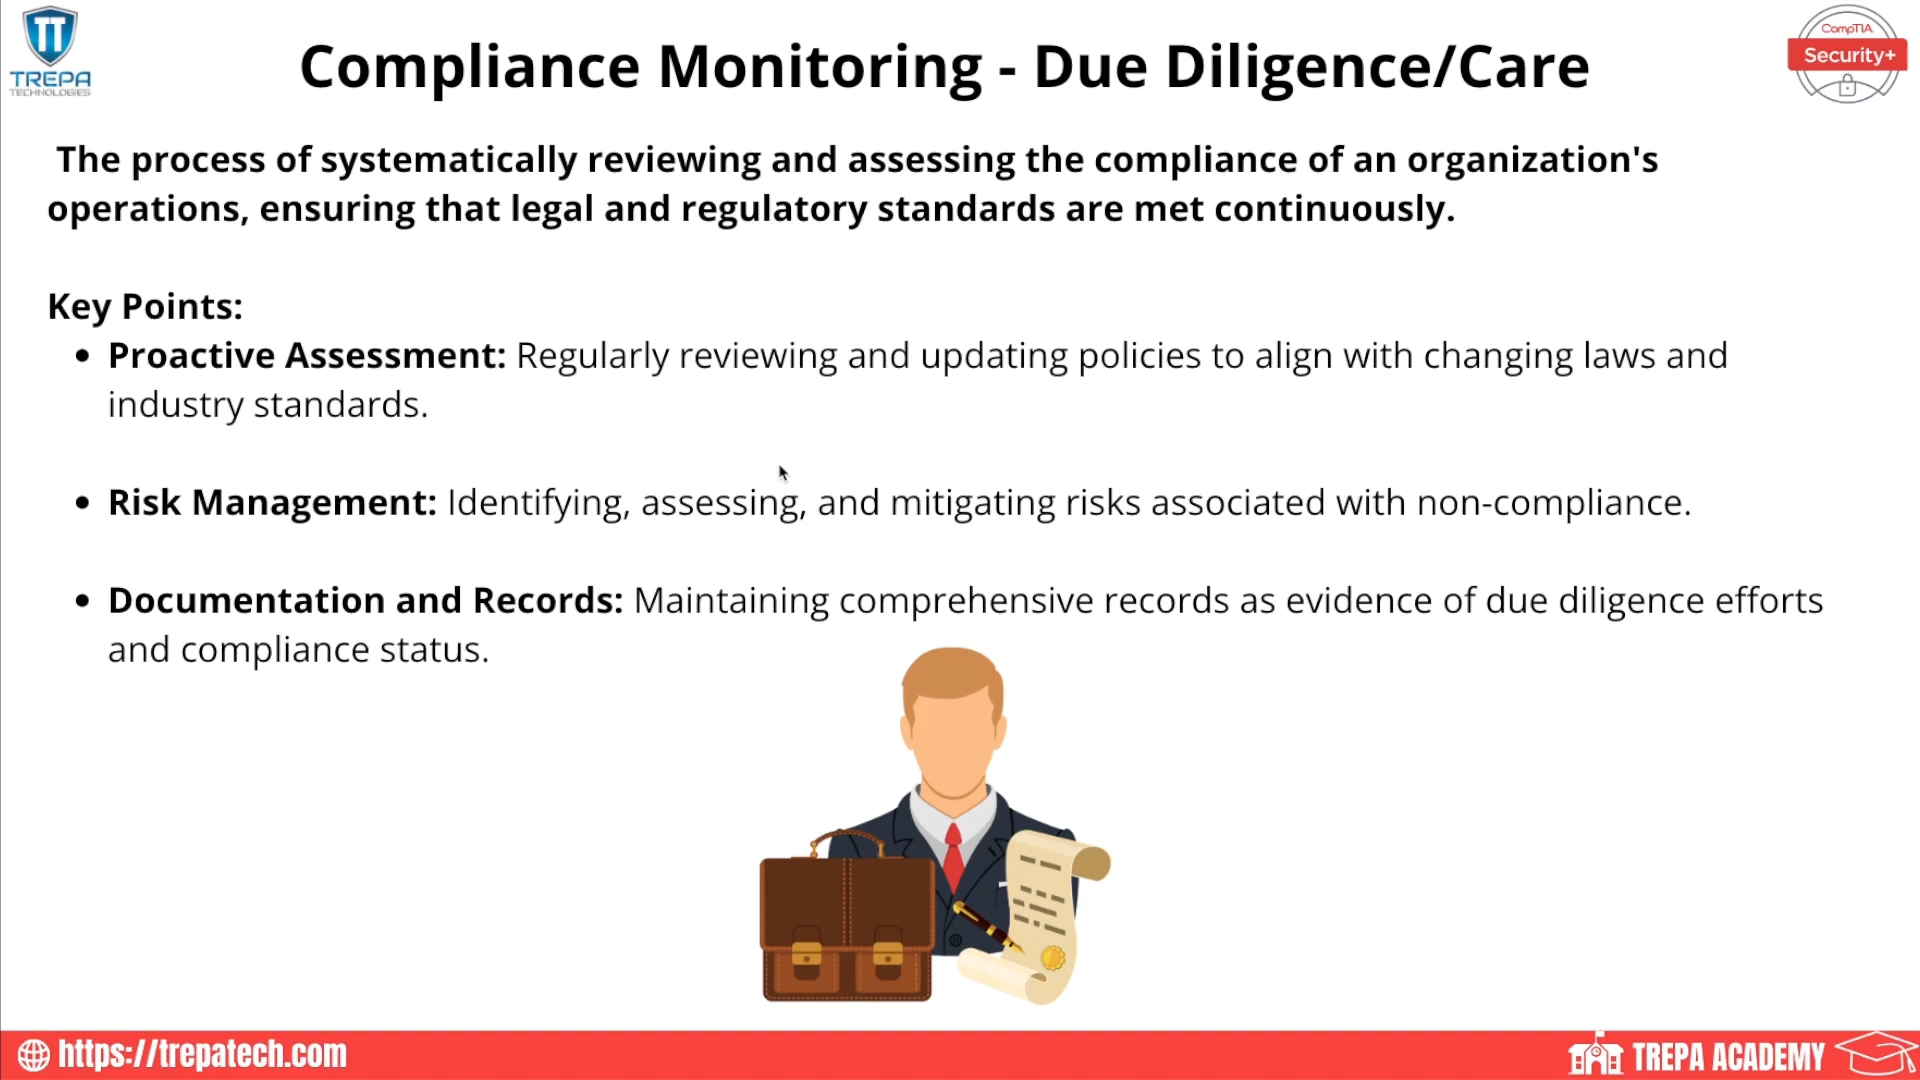 TT
TREPA
TECHNOLOGIES
Compliance Monitoring - Due Diligence/Care
CompTIA
Security+
The process of systematically reviewing and assessing the compliance of an organization's
operations, ensuring that legal and regulatory standards are met continuously.
Key Points:
• Proactive Assessment: Regularly reviewing and updating policies to align with changing laws and
industry standards.
• Risk Management: Identifying, assessing, and mitigating risks associated with non-compliance.
• Documentation and Records: Maintaining comprehensive records as evidence of due diligence efforts
and compliance status.
https://trepatech.com
TREPA ACADEMY